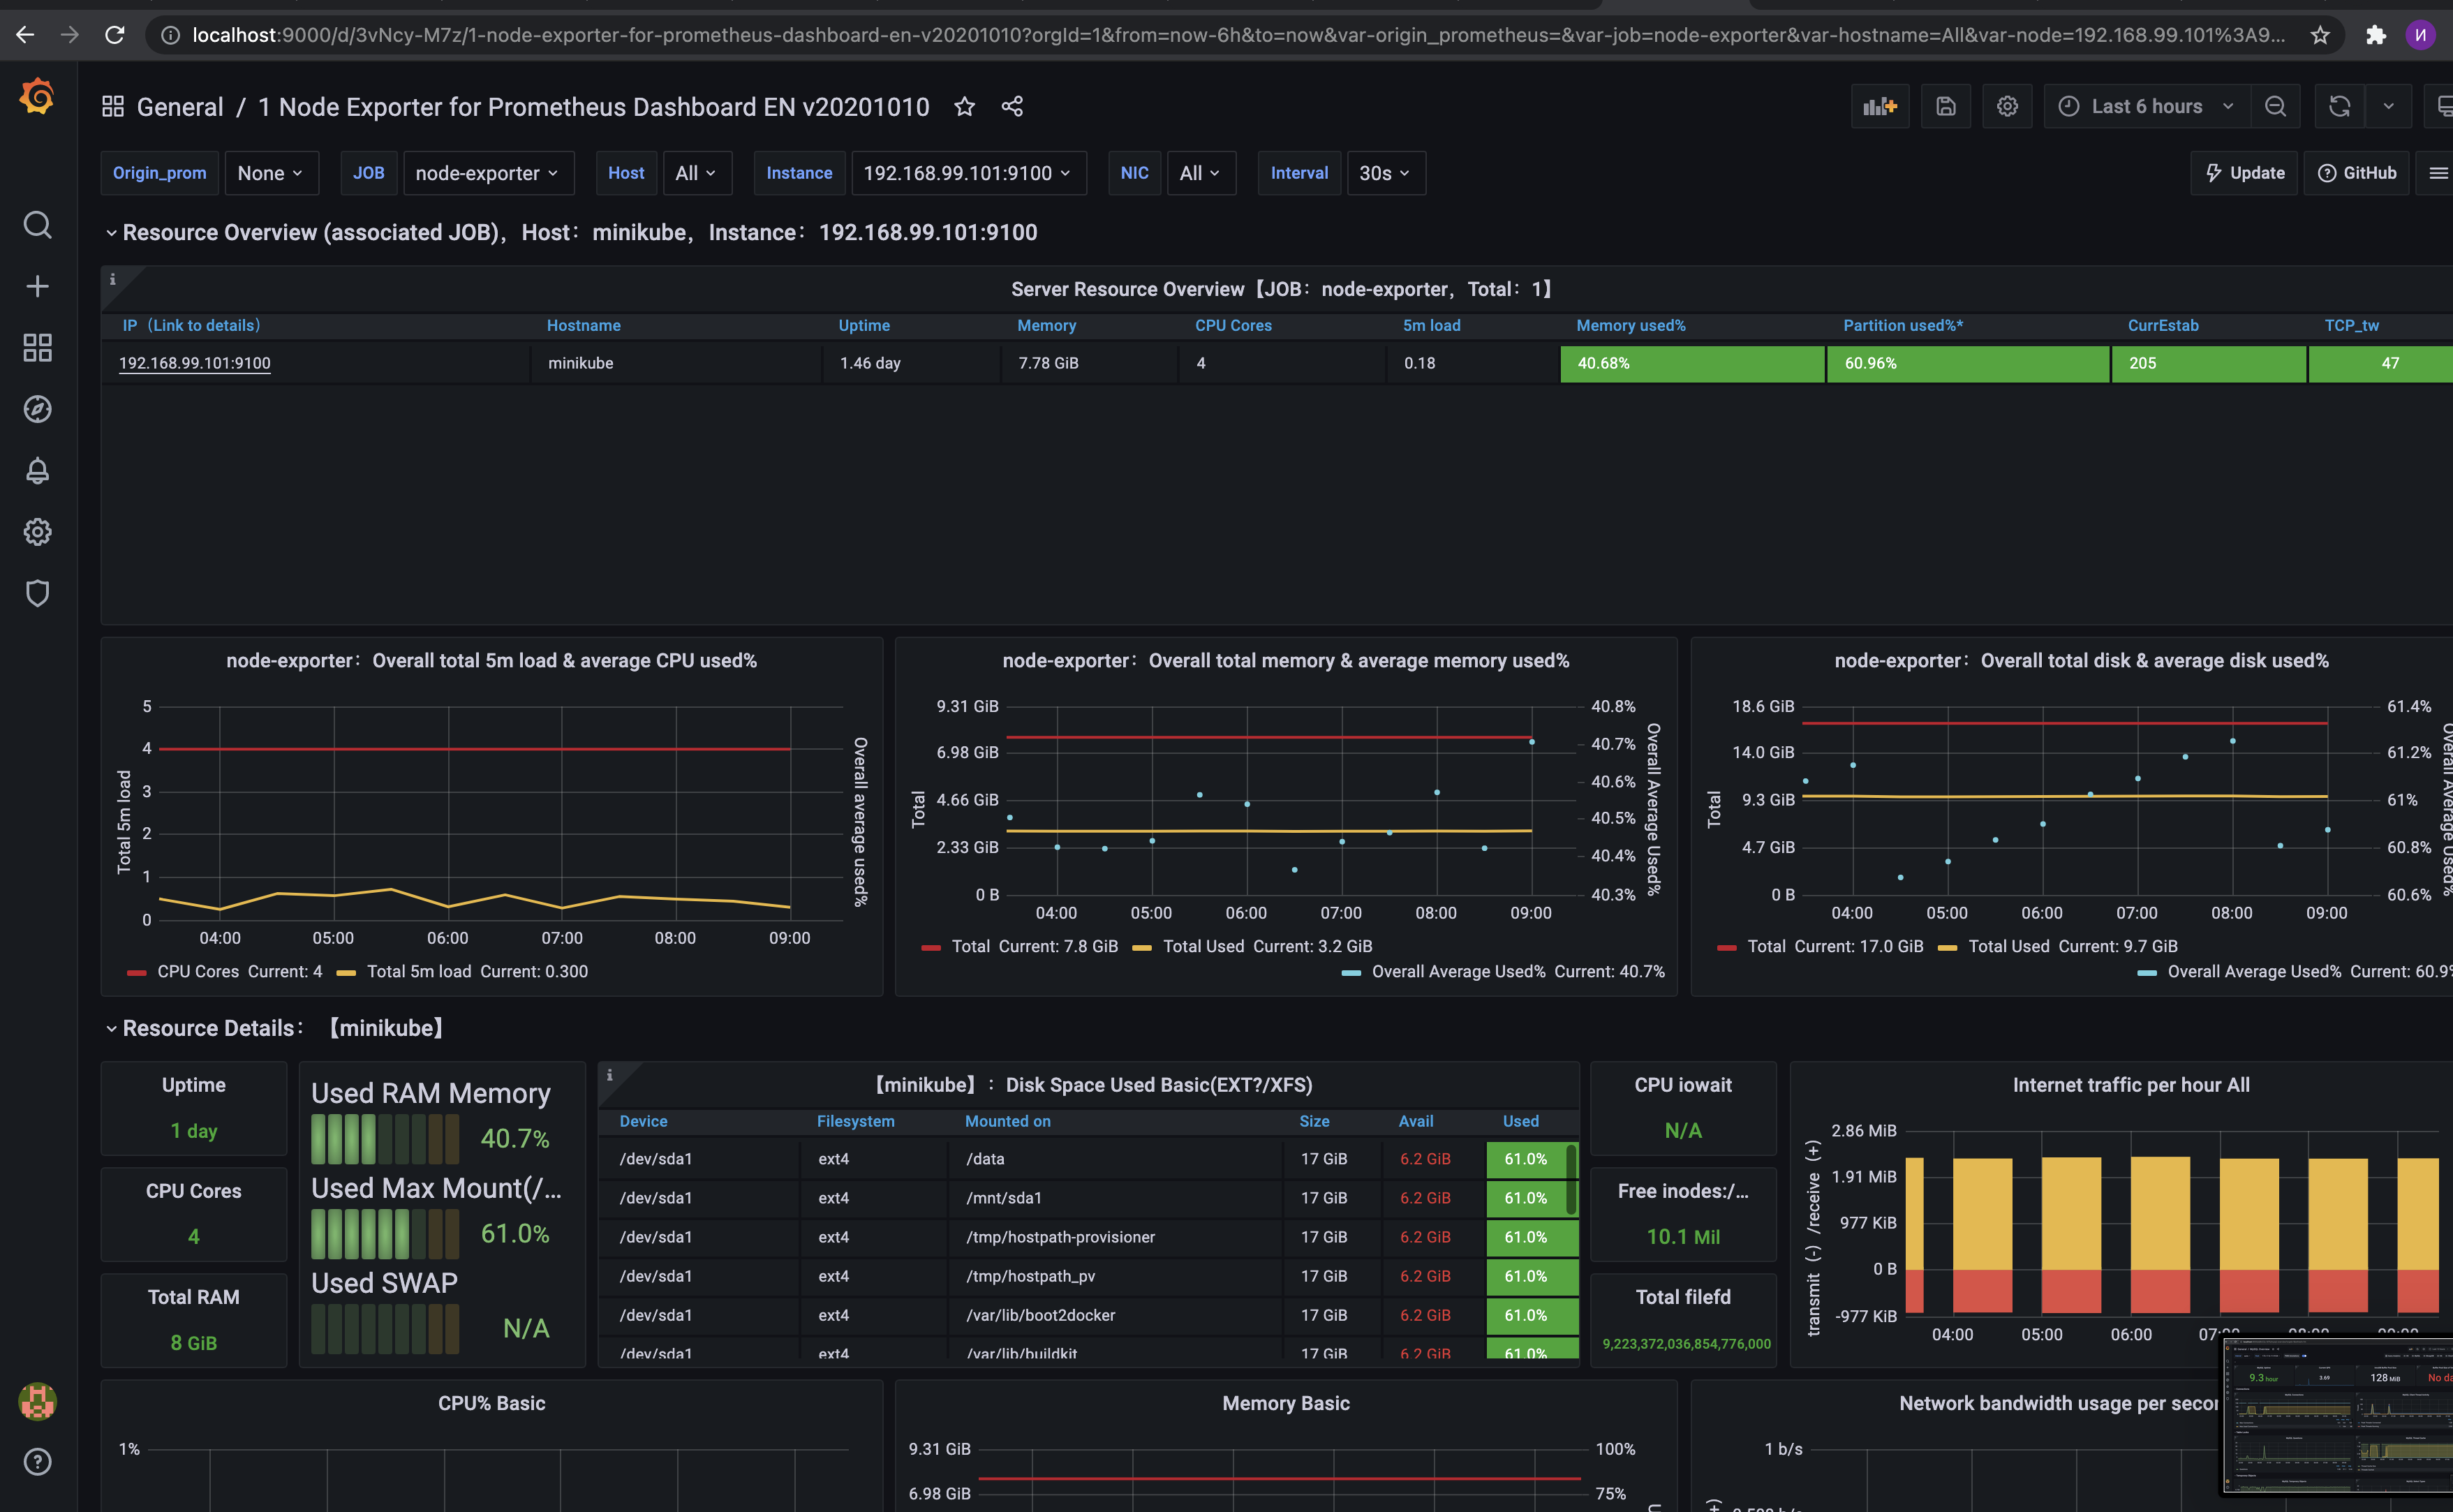 localhost:9000/d/3vNcy-M7z/1-node-exporter-for-prometheus-dashboard-en-v20201010?orgId=1&from=now-6h&to=now&var-origin_prometheus=&var-job=node-exporter&var-hostname=All&var-node=192.168.99.101%3A9...
И
General / 1 Node Exporter for Prometheus Dashboard EN v20201010
Last 6 hours
Origin_prom None JOB node-exporter Host All Instance 192.168.99.101:9100 NIC All Interval 30s Update GitHub
Resource Overview (associated JOB)，Host：minikube，Instance：192.168.99.101:9100
Server Resource Overview【JOB：node-exporter，Total：1】
IP（Link to details） Hostname Uptime Memory CPU Cores 5m load Memory used% Partition used%* CurrEstab TCP_tw
192.168.99.101:9100 minikube 1.46 day 7.78 GiB 4 0.18 40.68% 60.96% 205 47
node-exporter：Overall total 5m load & average CPU used%
5
4
3
2
1
0
Total 5m load
Overall average used%
04:00 05:00 06:00 07:00 08:00 09:00
CPU Cores Current: 4 Total 5m load Current: 0.300
node-exporter：Overall total memory & average memory used%
9.31 GiB
6.98 GiB
4.66 GiB
2.33 GiB
0 B
Total
40.8%
40.7%
40.6%
40.5%
40.4%
40.3%
Overall Average Used%
04:00 05:00 06:00 07:00 08:00 09:00
Total Current: 7.8 GiB Total Used Current: 3.2 GiB
Overall Average Used% Current: 40.7%
node-exporter：Overall total disk & average disk used%
18.6 GiB
14.0 GiB
9.3 GiB
4.7 GiB
0 B
Total
61.4%
61.2%
61%
60.8%
60.6%
Overall Average Used%
04:00 05:00 06:00 07:00 08:00 09:00
Total Current: 17.0 GiB Total Used Current: 9.7 GiB
Overall Average Used% Current: 60.9%
Resource Details：【minikube】
Uptime
1 day
CPU Cores
4
Total RAM
8 GiB
Used RAM Memory
40.7%
Used Max Mount(/...
61.0%
Used SWAP
N/A
【minikube】：Disk Space Used Basic(EXT?/XFS)
Device Filesystem Mounted on Size Avail Used
/dev/sda1 ext4 /data 17 GiB 6.2 GiB 61.0%
/dev/sda1 ext4 /mnt/sda1 17 GiB 6.2 GiB 61.0%
/dev/sda1 ext4 /tmp/hostpath-provisioner 17 GiB 6.2 GiB 61.0%
/dev/sda1 ext4 /tmp/hostpath_pv 17 GiB 6.2 GiB 61.0%
/dev/sda1 ext4 /var/lib/boot2docker 17 GiB 6.2 GiB 61.0%
/dev/sda1 ext4 /var/lib/buildkit 17 GiB 6.2 GiB 61.0%
CPU iowait
N/A
Free inodes:/...
10.1 Mil
Total filefd
9,223,372,036,854,776,000
Internet traffic per hour All
transmit（-）/receive（+）
2.86 MiB
1.91 MiB
977 KiB
0 B
-977 KiB
04:00 05:00 06:00
9.3 hour 3.69 128 MiB No da
CPU% Basic
1%
Memory Basic
9.31 GiB
6.98 GiB
100%
75%
Network bandwidth usage per secon
1 b/s